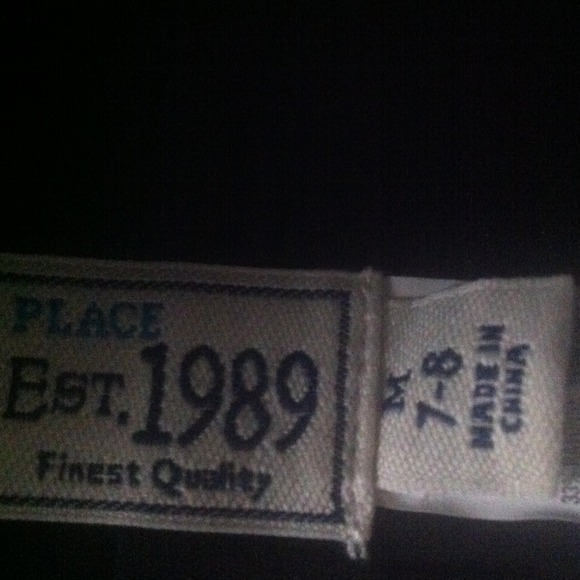 PLACE
EST. 1989
Finest Quality
M
7-8
MADE IN
CHINA